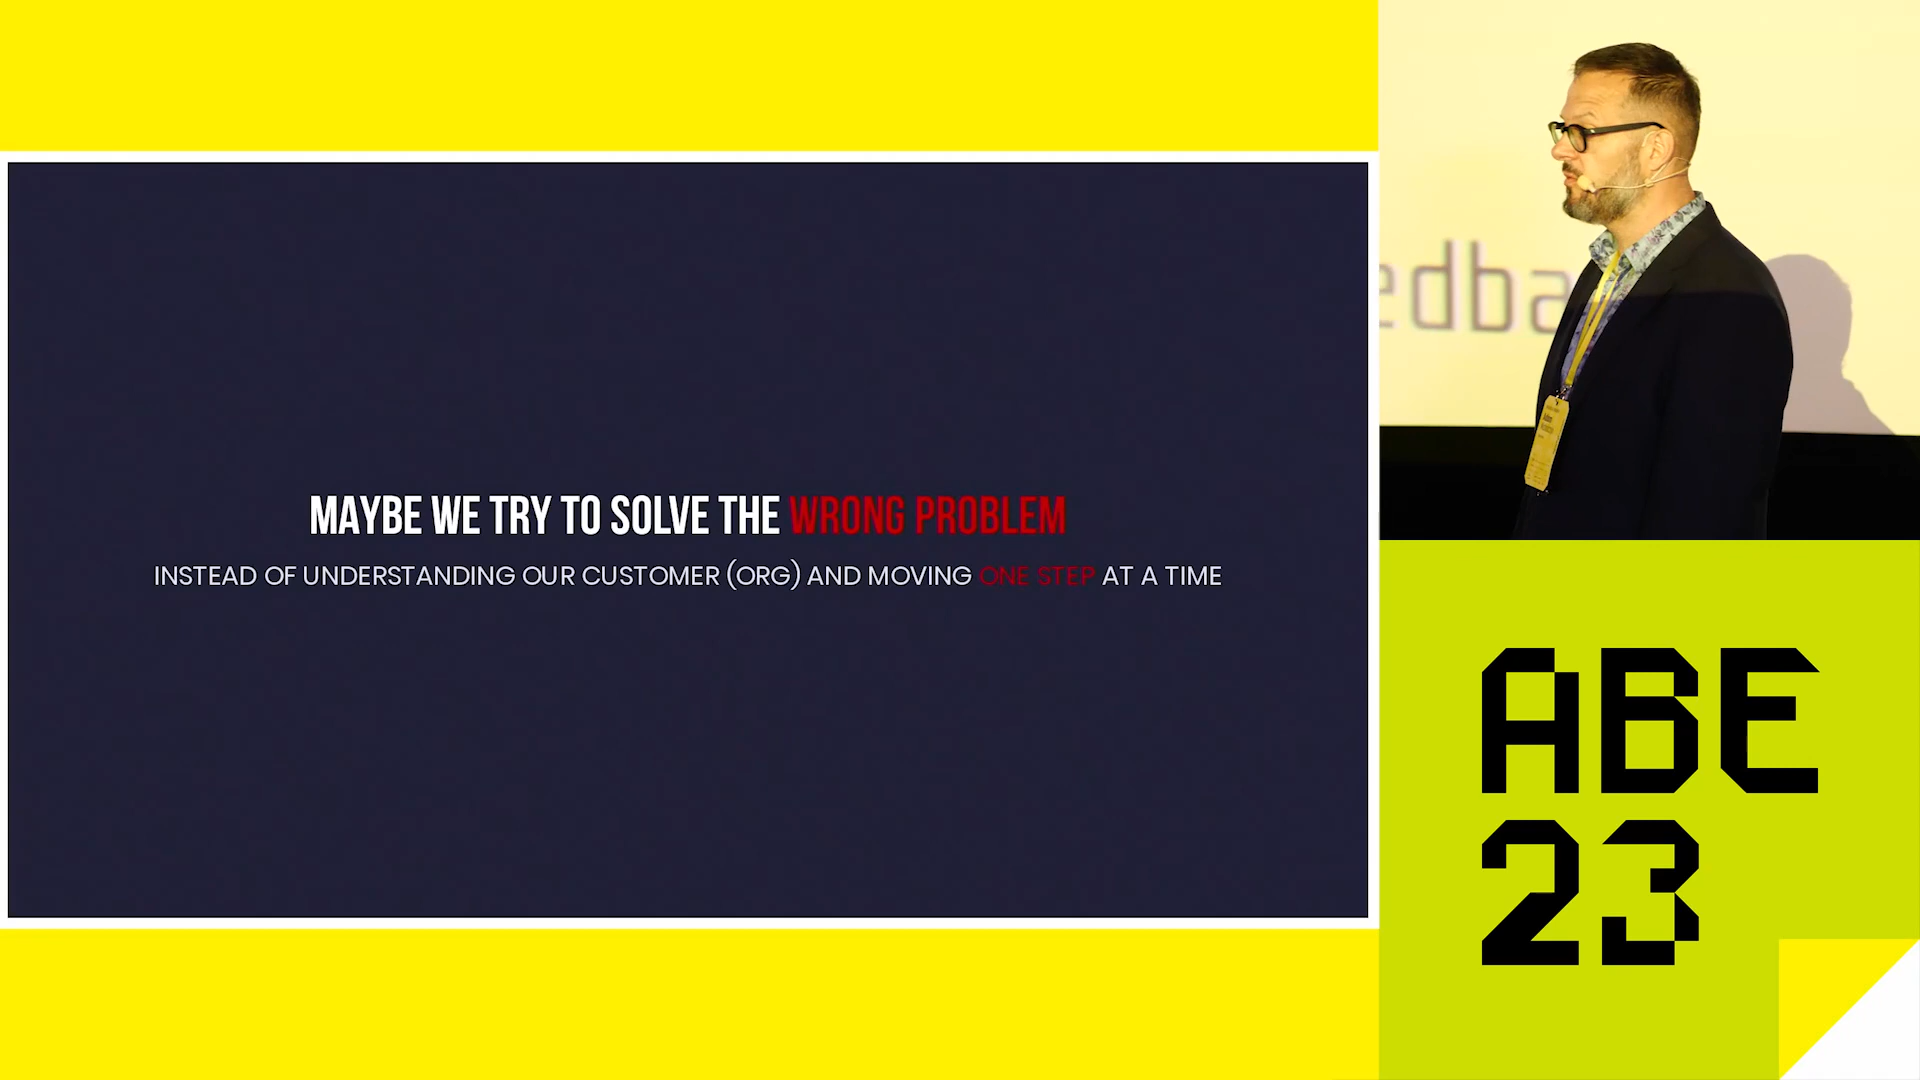 MAYBE WE TRY TO SOLVE THE WRONG PROBLEM
INSTEAD OF UNDERSTANDING OUR CUSTOMER (ORG) AND MOVING ONE STEP AT A TIME
edba
ABE
23